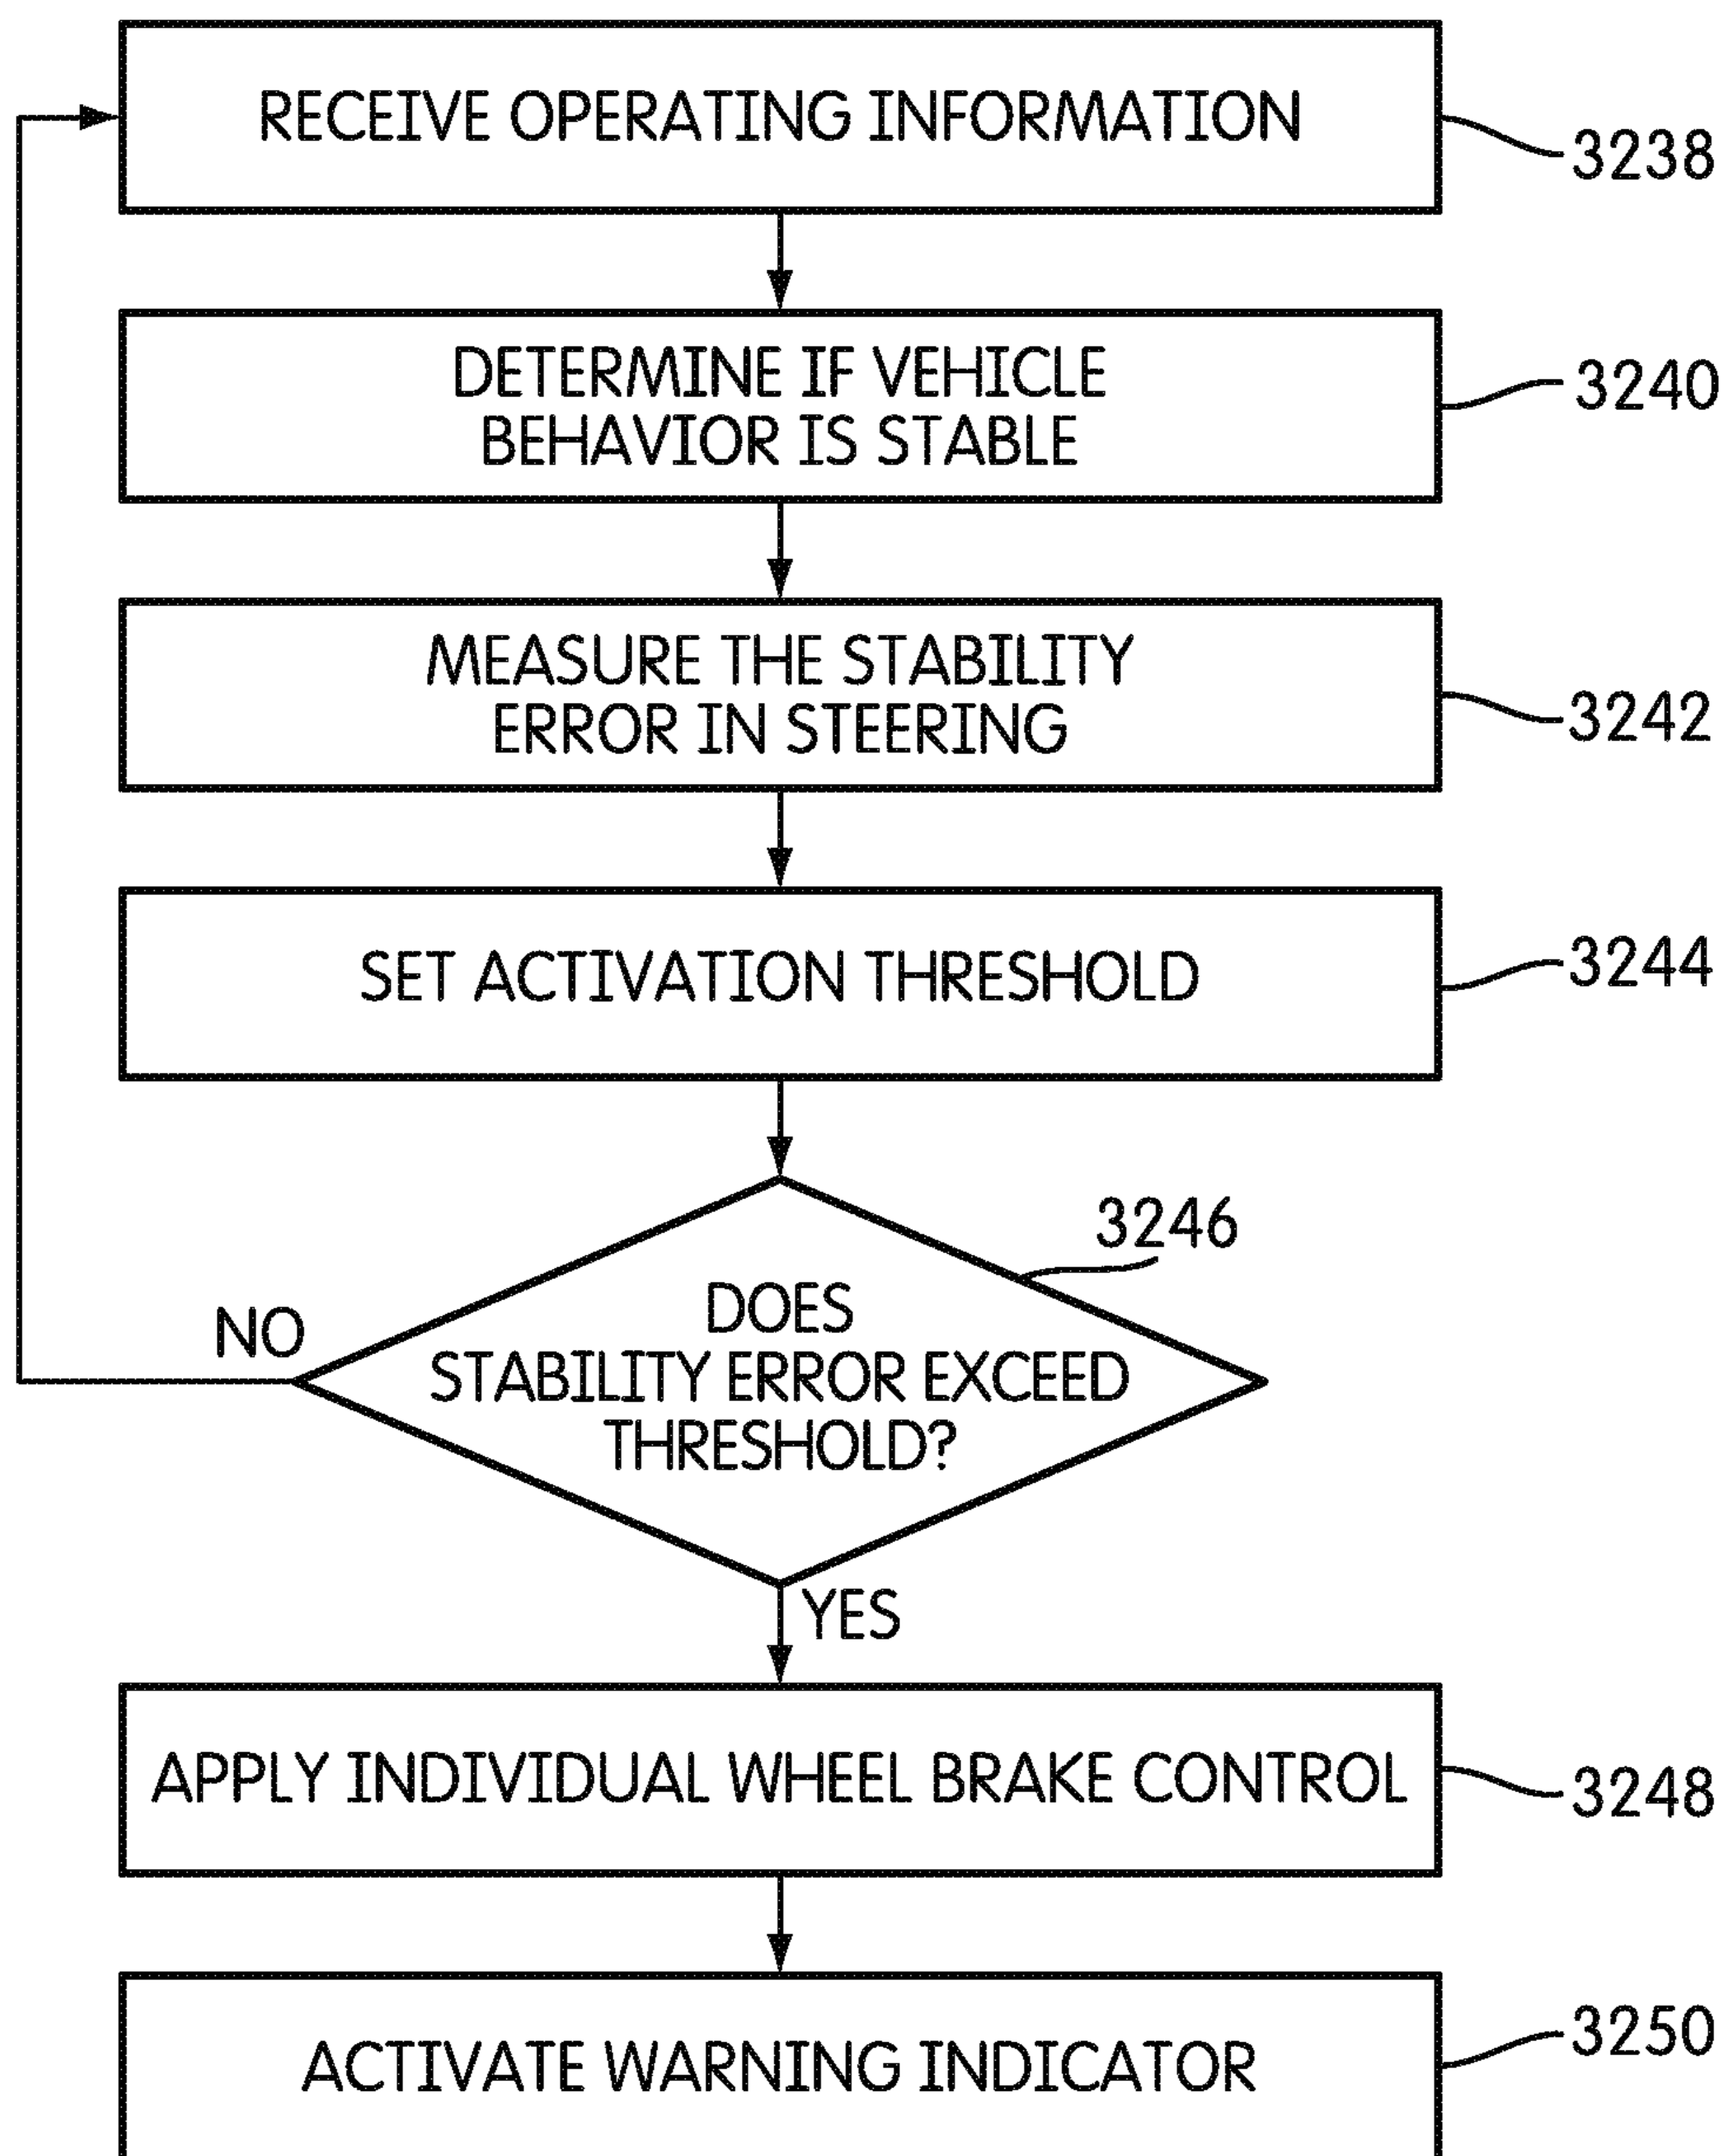 RECEIVE OPERATING INFORMATION
3238
DETERMINE IF VEHICLE
BEHAVIOR IS STABLE
3240
MEASURE THE STABILITY
ERROR IN STEERING
3242
SET ACTIVATION THRESHOLD
3244
3246
DOES
STABILITY ERROR EXCEED
THRESHOLD?
NO
YES
APPLY INDIVIDUAL WHEEL BRAKE CONTROL
3248
ACTIVATE WARNING INDICATOR
3250